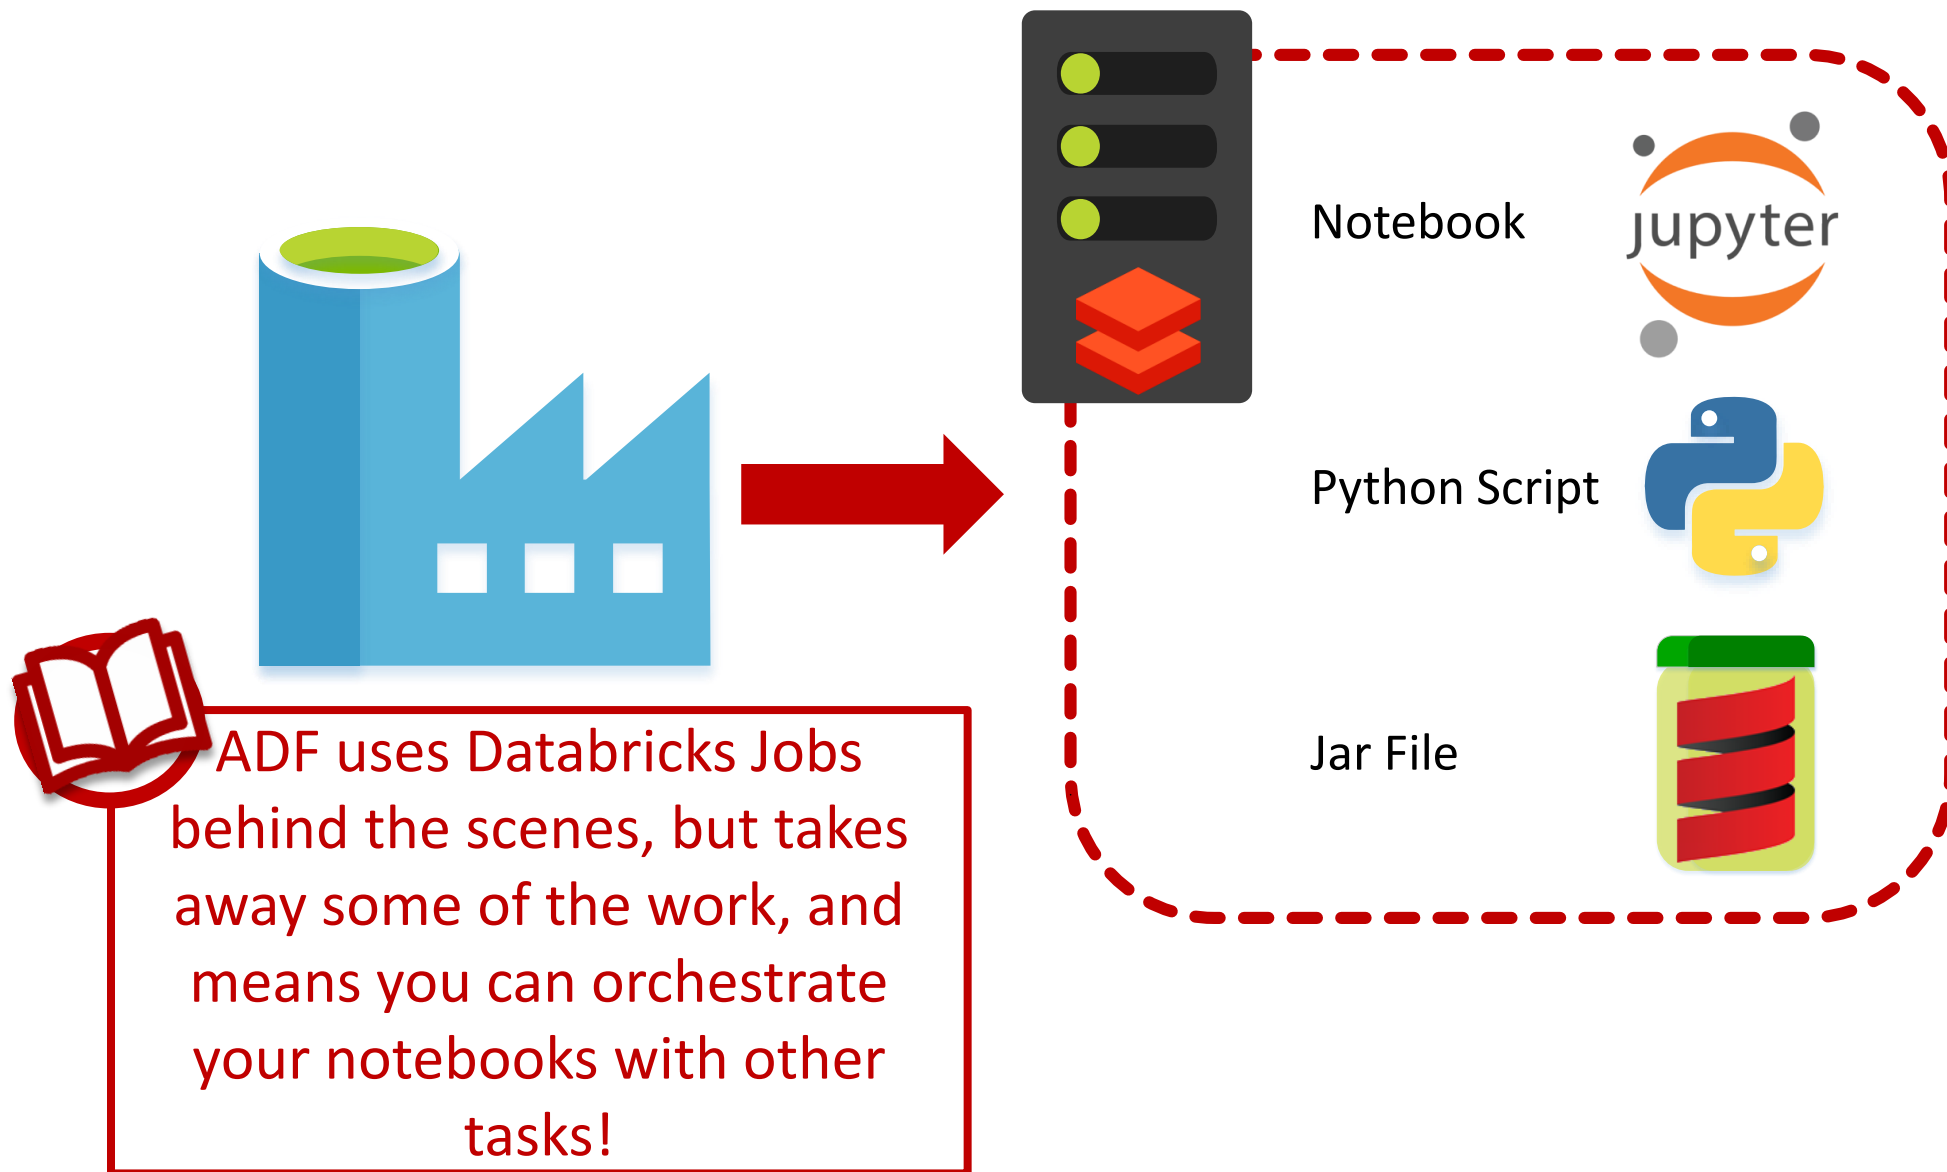 Notebook
jupyter
Python Script
Jar File
ADF uses Databricks Jobs
behind the scenes, but takes
away some of the work, and
means you can orchestrate
your notebooks with other
tasks!